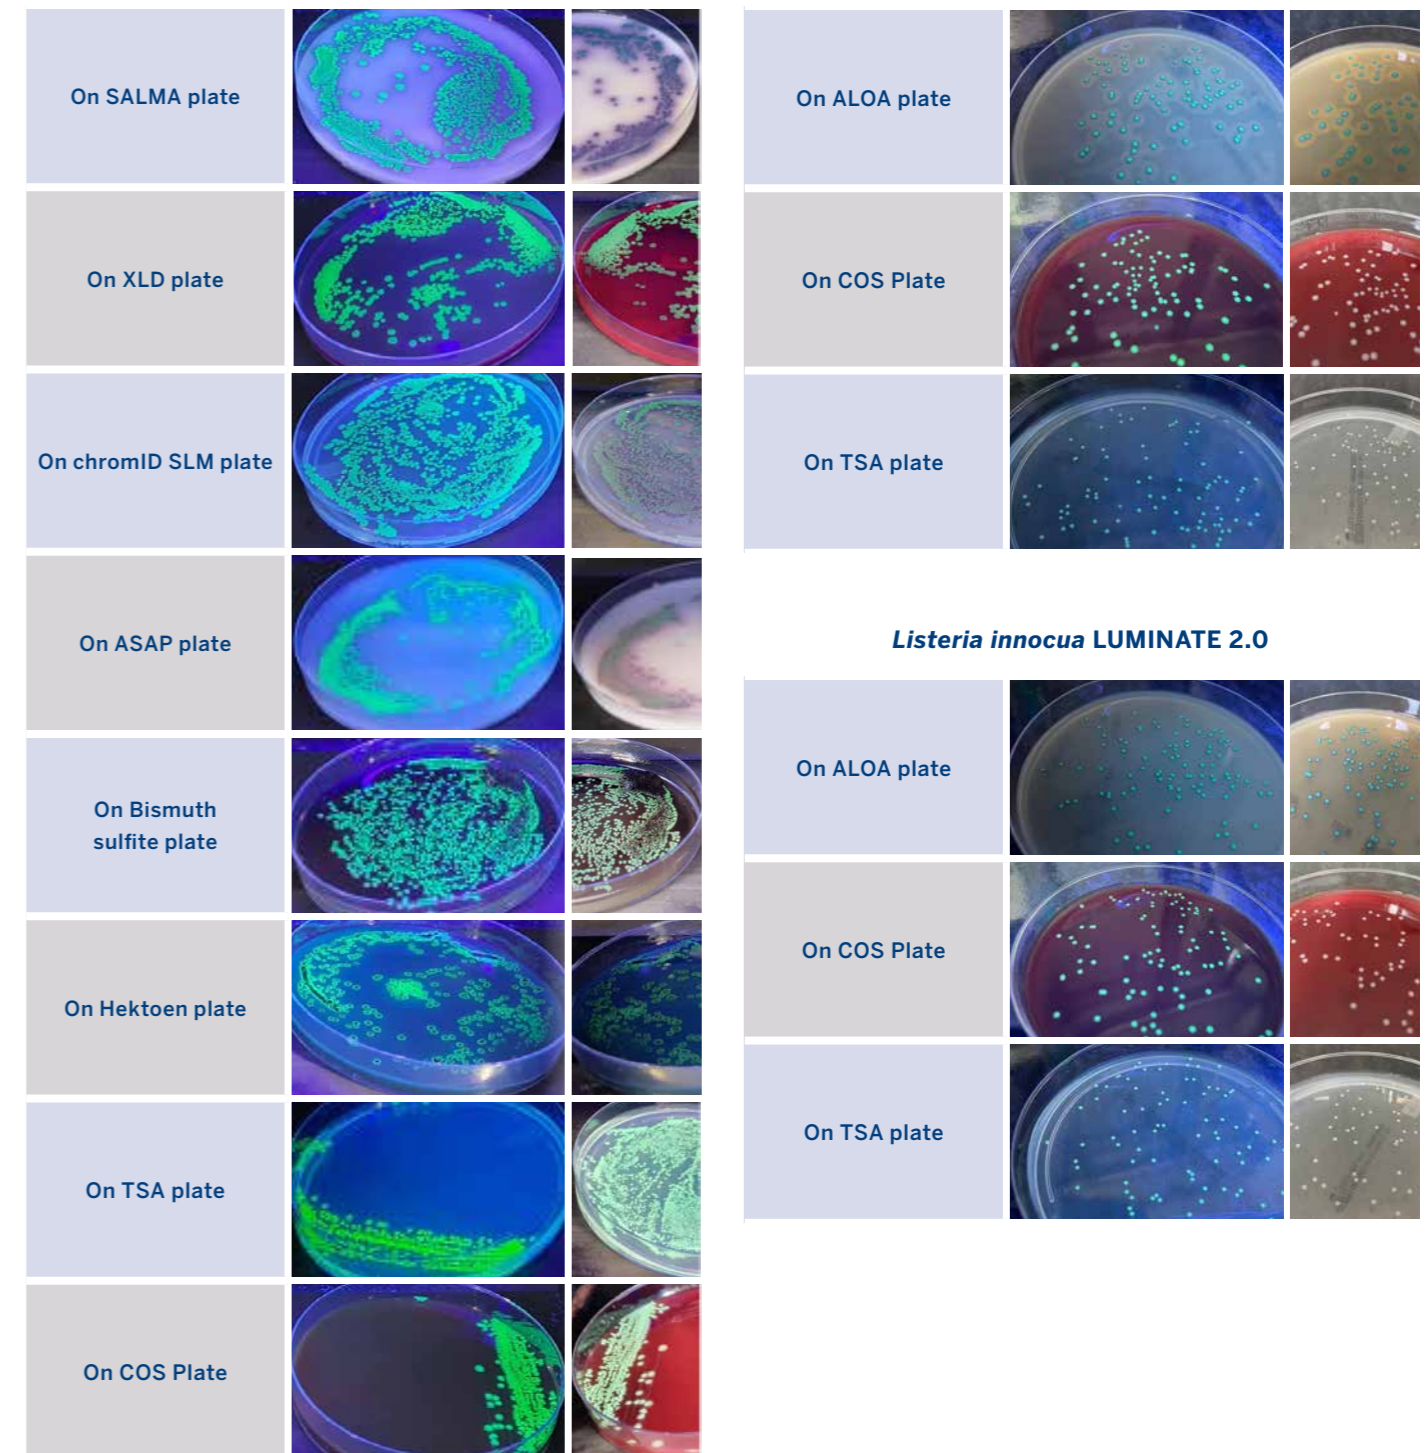 On SALMA plate
On XLD plate
On chromID SLM plate
On ASAP plate
On Bismuth
sulfite plate
On Hektoen plate
On TSA plate
On COS Plate
On ALOA plate
On COS Plate
On TSA plate
Listeria innocua LUMINATE 2.0
On ALOA plate
On COS Plate
On TSA plate